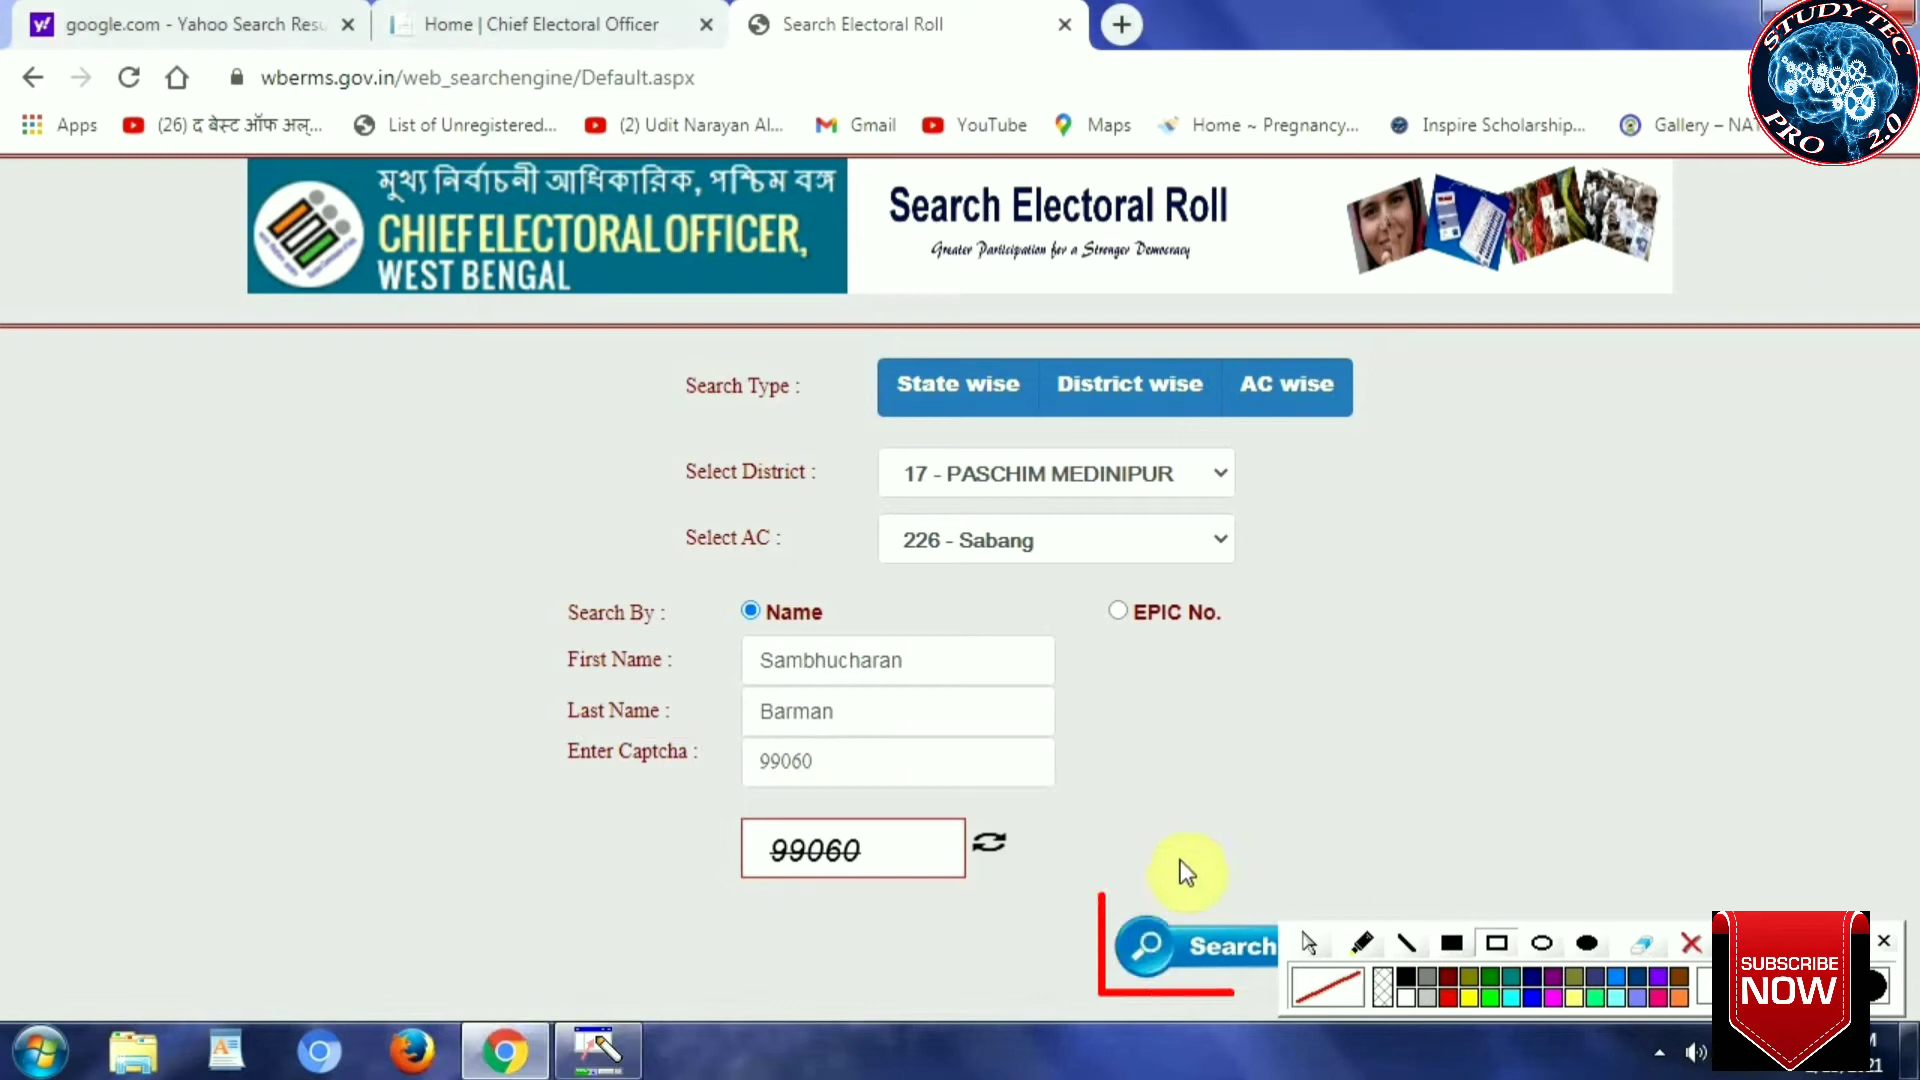 google.com - Yahoo Search Resu
Home | Chief Electoral Officer
Search Electoral Roll
wberms.gov.in/web_searchengine/Default.aspx
Apps
(26) द बेस्ट ऑफ अल्...
List of Unregistered...
(2) Udit Narayan Al...
Gmail
YouTube
Maps
Home ~ Pregnancy...
Inspire Scholarship...
Gallery – NAT
STUDY TEC
PRO 2.0
মুখ্য নির্বাচনী আধিকারিক, পশ্চিম বঙ্গ
CHIEF ELECTORAL OFFICER,
WEST BENGAL
Search Electoral Roll
Greater Participation for a Stronger Democracy
Search Type :
State wise
District wise
AC wise
Select District :
17 - PASCHIM MEDINIPUR
Select AC :
226 - Sabang
Search By :
Name
EPIC No.
First Name :
Sambhucharan
Last Name :
Barman
Enter Captcha :
99060
99060
Search
SUBSCRIBE
NOW